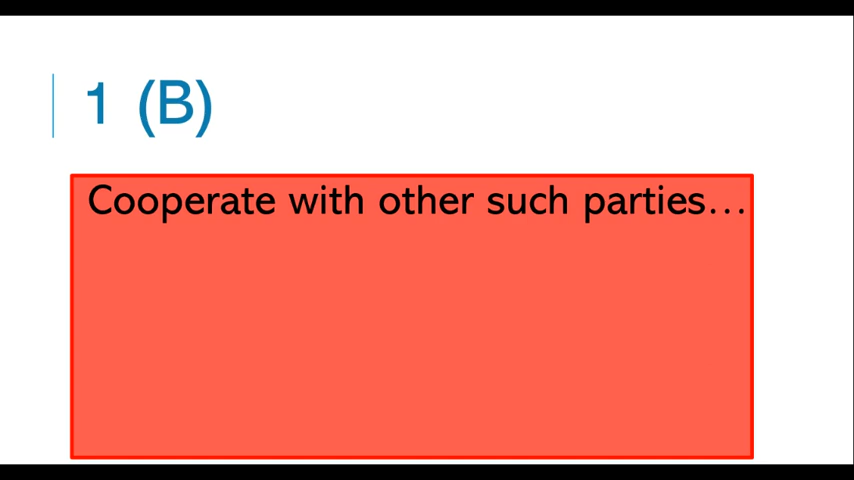 1 (B)
Cooperate with other such parties…